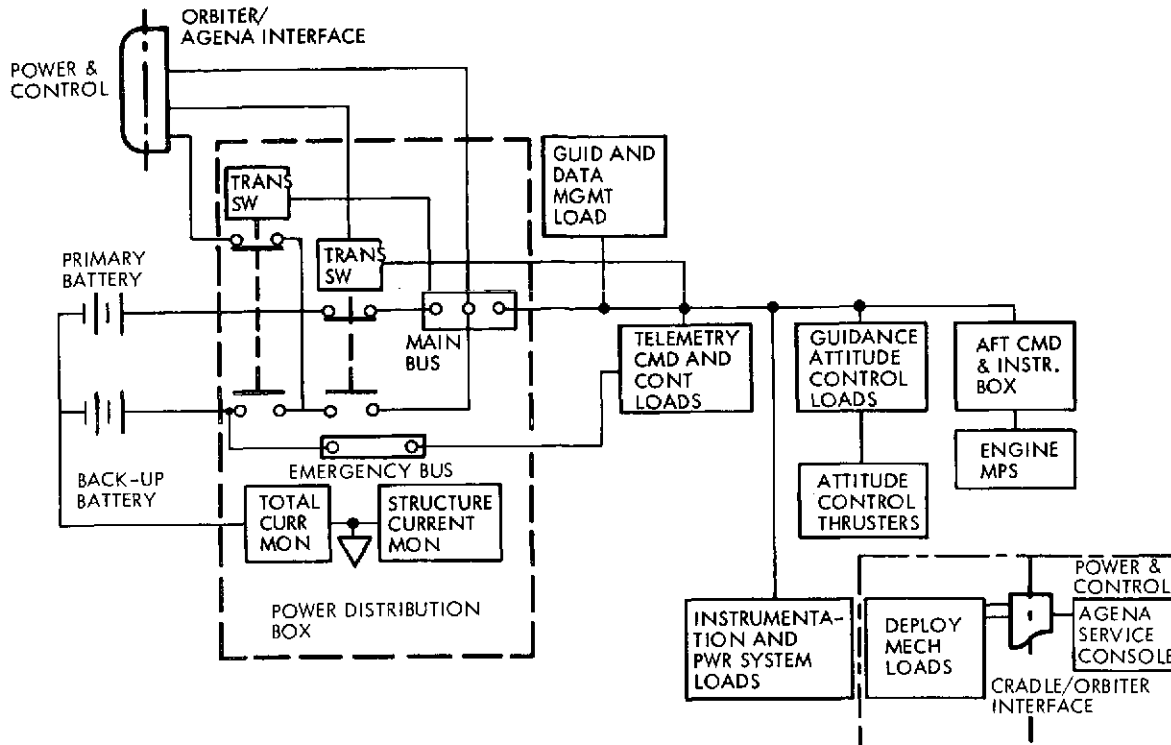 ORBITER/
AGENA INTERFACE
POWER &
CONTROL
TRANS
SW
TRANS
SW
GUID AND
DATA
MGMT
LOAD
PRIMARY
BATTERY
MAIN
BUS
TELEMETRY
CMD AND
CONT
LOADS
GUIDANCE
ATTITUDE
CONTROL
LOADS
AFT CMD
& INSTR.
BOX
ENGINE
MPS
BACK-UP
BATTERY
EMERGENCY BUS
TOTAL
CURR
MON
STRUCTURE
CURRENT
MON
ATTITUDE
CONTROL
THRUSTERS
POWER DISTRIBUTION
BOX
INSTRUMENTA-
TION AND
PWR SYSTEM
LOADS
DEPLOY
MECH
LOADS
POWER &
CONTROL
AGENA
SERVICE
CONSOLE
CRADLE/ORBITER
INTERFACE